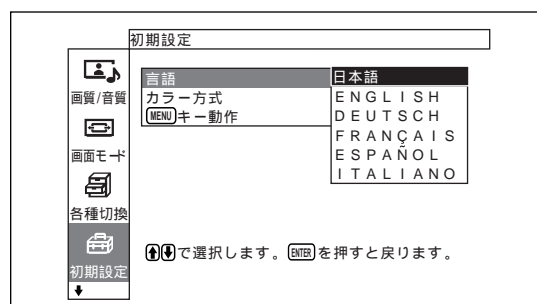 初期設定
画質/音質
画面モード
各種切換
初期設定
言語
カラー方式
MENUキー動作
日本語
ENGLISH
DEUTSCH
FRANÇAIS
ESPAÑOL
ITALIANO
で選択します。ENTERを押すと戻ります。